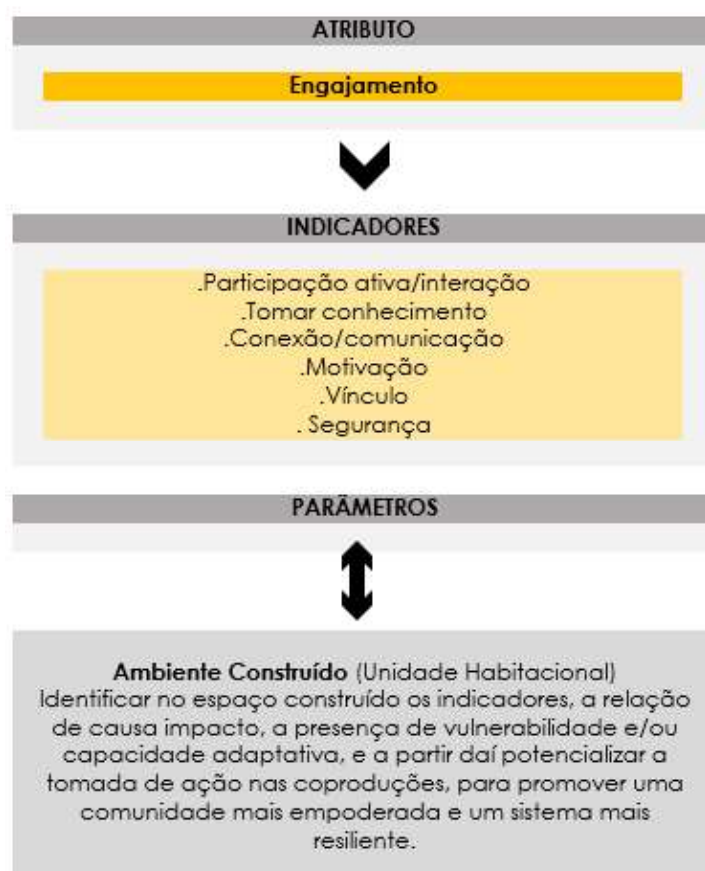 ATRIBUTO
Engajamento
INDICADORES
.Participação ativa/interação
.Tomar conhecimento
.Conexão/comunicação
.Motivação
.Vínculo
. Segurança
PARÂMETROS
Ambiente Construído (Unidade Habitacional)
Identificar no espaço construído os indicadores, a relação
de causa impacto, a presença de vulnerabilidade e/ou
capacidade adaptativa, e a partir daí potencializar a
tomada de ação nas coproduções, para promover uma
comunidade mais empoderada e um sistema mais
resiliente.